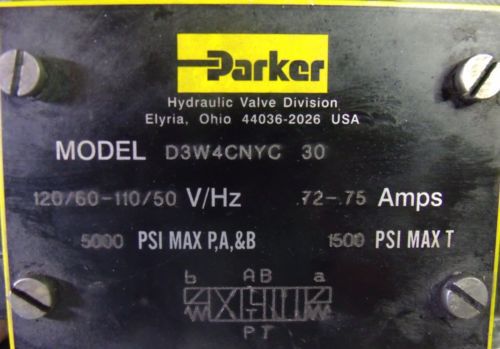 Parker
Hydraulic Valve Division
Elyria, Ohio 44036-2026 USA
MODEL D3W4CNYC 30
120/60-110/50 V/Hz .72-.75 Amps
5000 PSI MAX P,A,&B 1500 PSI MAX T
b AB a
PT